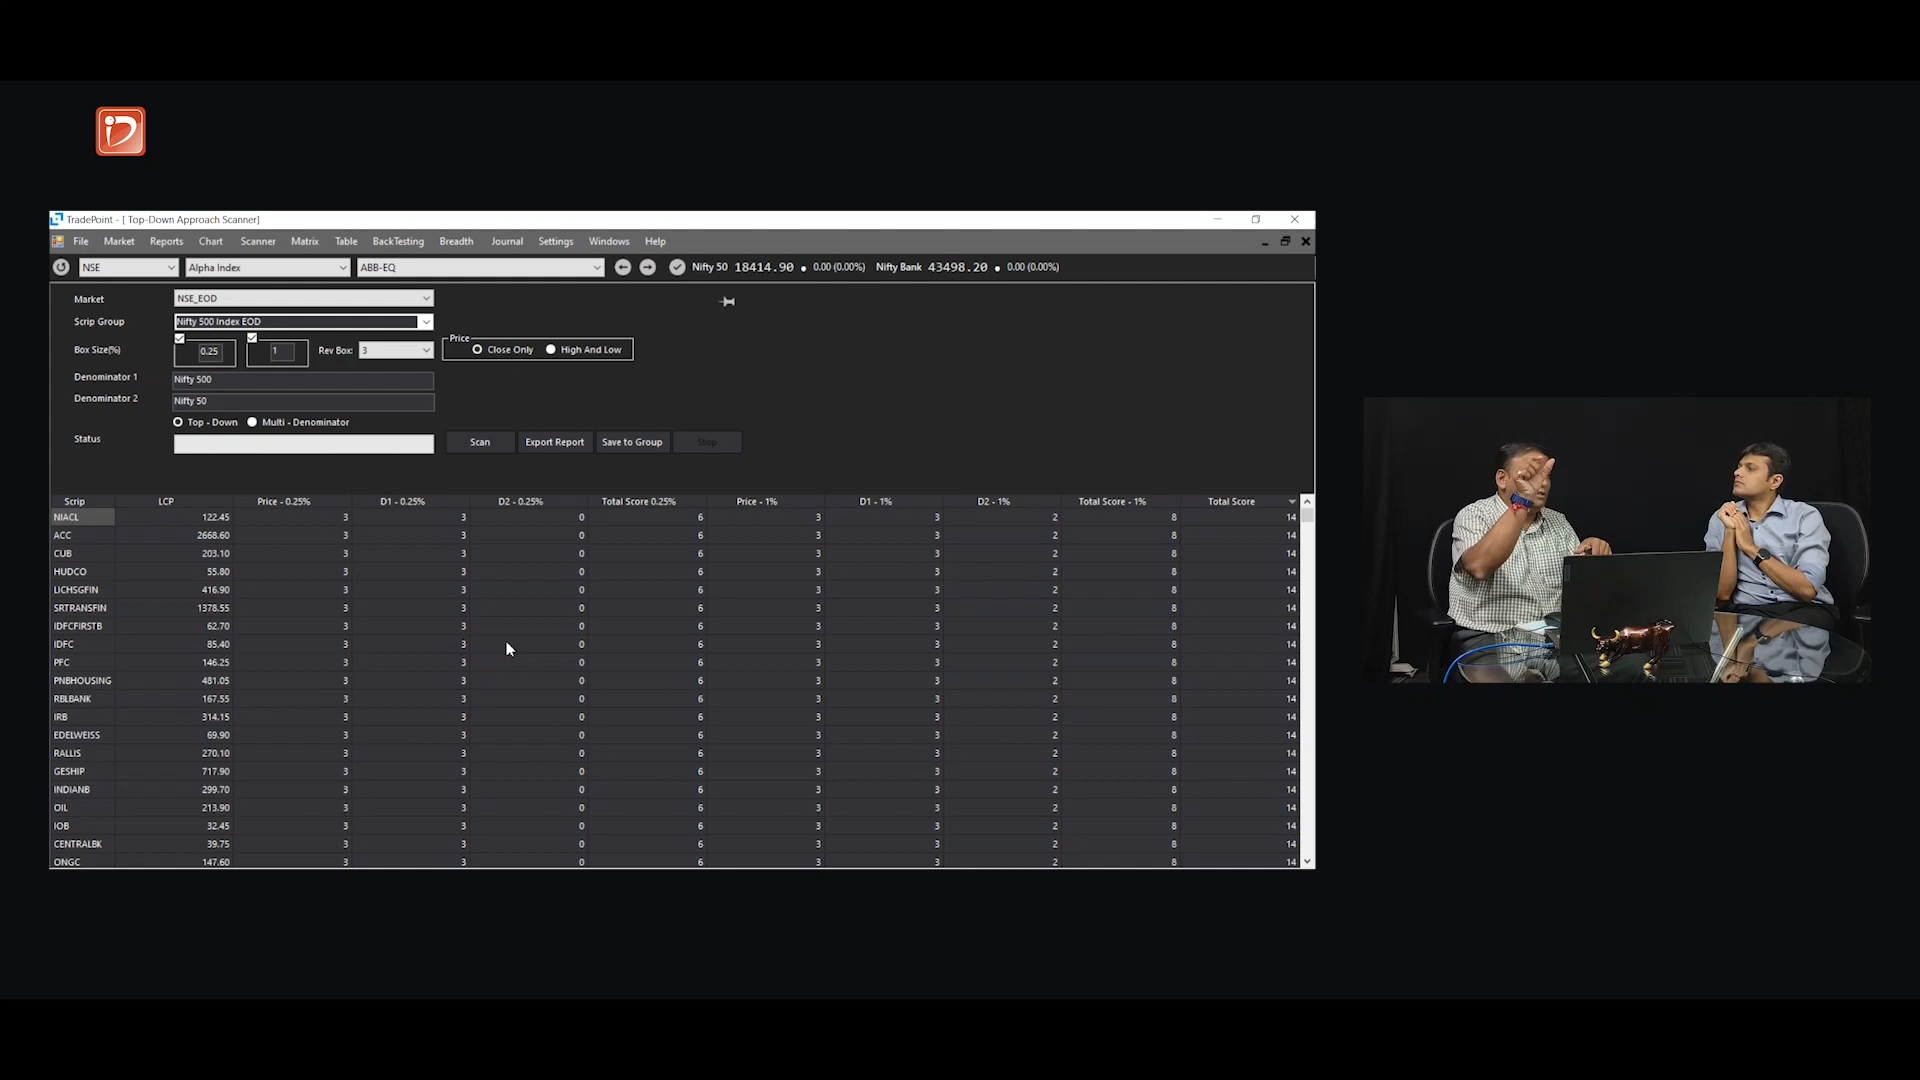 TradePoint - [ Top-Down Approach Scanner]
File Market Reports Chart Scanner Matrix Table BackTesting Breadth Journal Settings Windows Help
NSE Alpha Index ABB-EQ Nifty 50 18414.90 0.00 (0.00%) Nifty Bank 43498.20 0.00 (0.00%)
Market NSE_EOD
Scrip Group Nifty 500 Index EOD
Price
Box Size(%) 0.25 1 Rev Box: 3 Close Only High And Low
Denominator 1 Nifty 500
Denominator 2 Nifty 50
Top - Down Multi - Denominator
Status Scan Export Report Save to Group Stop
Scrip LCP Price - 0.25% D1 - 0.25% D2 - 0.25% Total Score 0.25% Price - 1% D1 - 1% D2 - 1% Total Score - 1% Total Score
NIACL 122.45 3 3 0 6 3 3 2 8 14
ACC 2668.60 3 3 0 6 3 3 2 8 14
CUB 203.10 3 3 0 6 3 3 2 8 14
HUDCO 55.80 3 3 0 6 3 3 2 8 14
LICHSGFIN 416.90 3 3 0 6 3 3 2 8 14
SRTRANSFIN 1378.55 3 3 0 6 3 3 2 8 14
IDFCFIRSTB 62.70 3 3 0 6 3 3 2 8 14
IDFC 85.40 3 3 0 6 3 3 2 8 14
PFC 146.25 3 3 0 6 3 3 2 8 14
PNBHOUSING 481.05 3 3 0 6 3 3 2 8 14
RBLBANK 167.55 3 3 0 6 3 3 2 8 14
IRB 314.15 3 3 0 6 3 3 2 8 14
EDELWEISS 69.90 3 3 0 6 3 3 2 8 14
RALLIS 270.10 3 3 0 6 3 3 2 8 14
GESHIP 717.90 3 3 0 6 3 3 2 8 14
INDIANB 299.70 3 3 0 6 3 3 2 8 14
OIL 213.90 3 3 0 6 3 3 2 8 14
IOB 32.45 3 3 0 6 3 3 2 8 14
CENTRALBK 39.75 3 3 0 6 3 3 2 8 14
ONGC 147.60 3 3 0 6 3 3 2 8 14